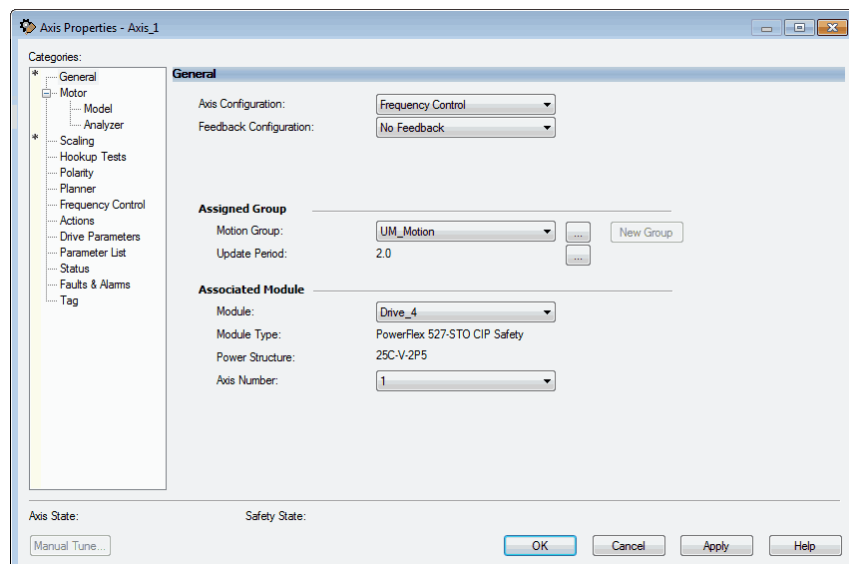 Axis Properties - Axis_1
Categories:
* General
Motor
Model
Analyzer
* Scaling
Hookup Tests
Polarity
Planner
Frequency Control
Actions
Drive Parameters
Parameter List
Status
Faults & Alarms
Tag
General
Axis Configuration: Frequency Control
Feedback Configuration: No Feedback
Assigned Group
Motion Group: UM_Motion ... New Group
Update Period: 2.0 ...
Associated Module
Module: Drive_4
Module Type: PowerFlex 527-STO CIP Safety
Power Structure: 25C-V-2P5
Axis Number: 1
Axis State: Safety State:
Manual Tune... OK Cancel Apply Help